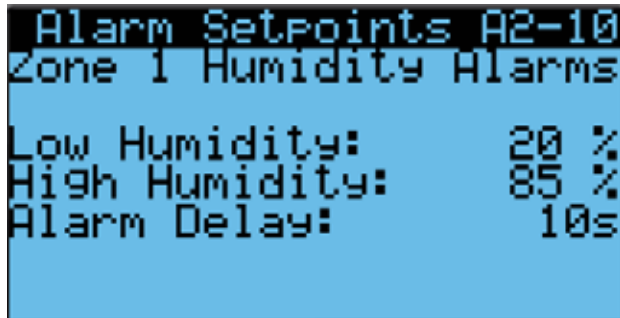 Alarm Setpoints A2-10
Zone 1 Humidity Alarms
Low Humidity: 20 %
High Humidity: 85 %
Alarm Delay: 10s